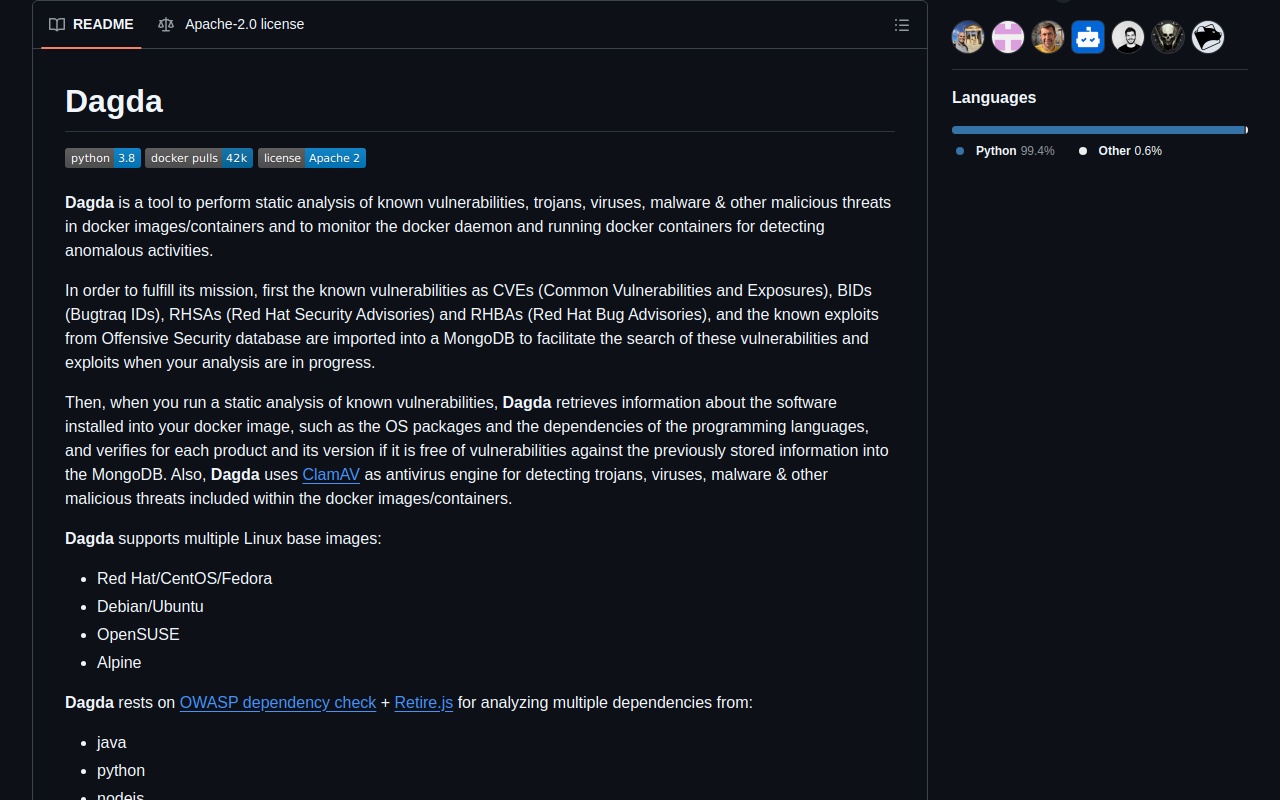 README
Apache-2.0 license
Dagda
python 3.8 docker pulls 42k license Apache 2
Dagda is a tool to perform static analysis of known vulnerabilities, trojans, viruses, malware & other malicious threats
in docker images/containers and to monitor the docker daemon and running docker containers for detecting
anomalous activities.
In order to fulfill its mission, first the known vulnerabilities as CVEs (Common Vulnerabilities and Exposures), BIDs
(Bugtraq IDs), RHSAs (Red Hat Security Advisories) and RHBAs (Red Hat Bug Advisories), and the known exploits
from Offensive Security database are imported into a MongoDB to facilitate the search of these vulnerabilities and
exploits when your analysis are in progress.
Then, when you run a static analysis of known vulnerabilities, Dagda retrieves information about the software
installed into your docker image, such as the OS packages and the dependencies of the programming languages,
and verifies for each product and its version if it is free of vulnerabilities against the previously stored information into
the MongoDB. Also, Dagda uses ClamAV as antivirus engine for detecting trojans, viruses, malware & other
malicious threats included within the docker images/containers.
Dagda supports multiple Linux base images:
Red Hat/CentOS/Fedora
Debian/Ubuntu
OpenSUSE
Alpine
Dagda rests on OWASP dependency check + Retire.js for analyzing multiple dependencies from:
java
python
nodejs
Languages
Python 99.4%
Other 0.6%